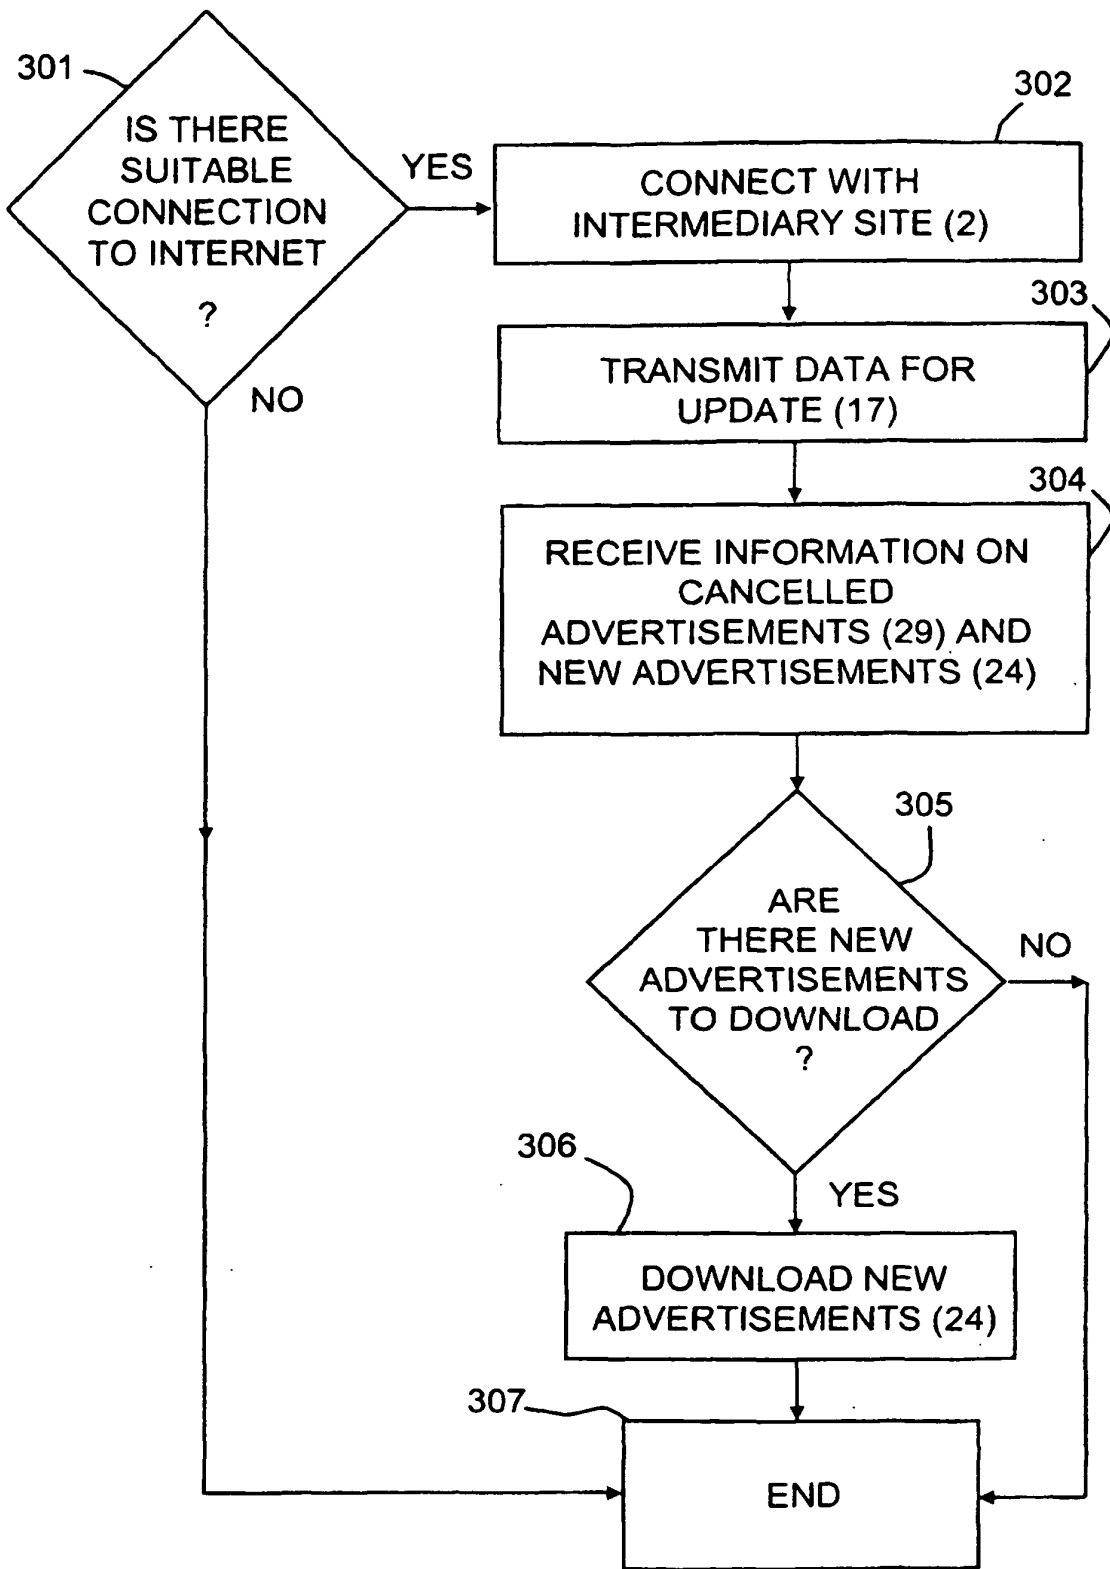 301
IS THERE
SUITABLE
CONNECTION
TO INTERNET
?
YES
NO
302
CONNECT WITH
INTERMEDIARY SITE (2)
303
TRANSMIT DATA FOR
UPDATE (17)
304
RECEIVE INFORMATION ON
CANCELLED
ADVERTISEMENTS (29) AND
NEW ADVERTISEMENTS (24)
305
ARE
THERE NEW
ADVERTISEMENTS
TO DOWNLOAD
?
NO
YES
306
DOWNLOAD NEW
ADVERTISEMENTS (24)
307
END